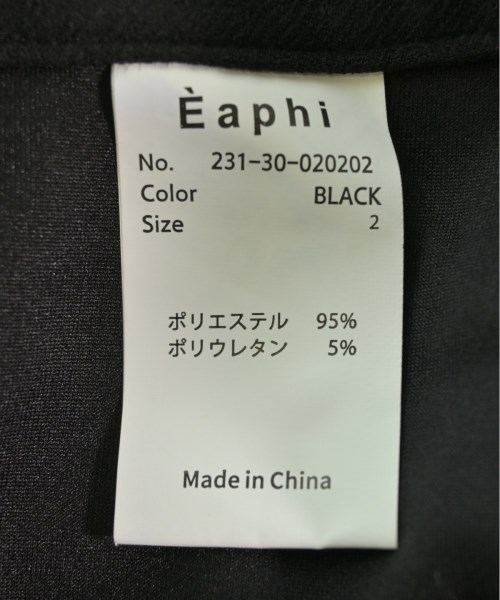 Èaphi
No. 231-30-020202
Color BLACK
Size 2
ポリエステル 95%
ポリウレタン 5%
Made in China